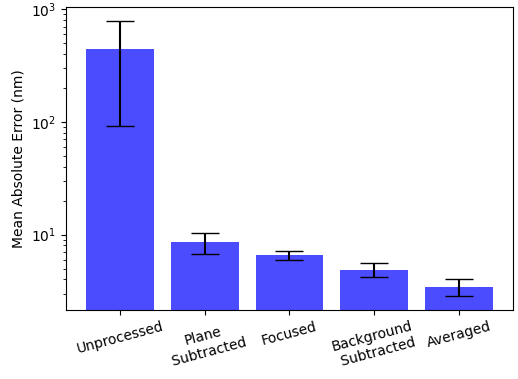 10³
10²
10¹
Mean Absolute Error (nm)
Unprocessed
Plane
Subtracted
Focused
Background
Subtracted
Averaged